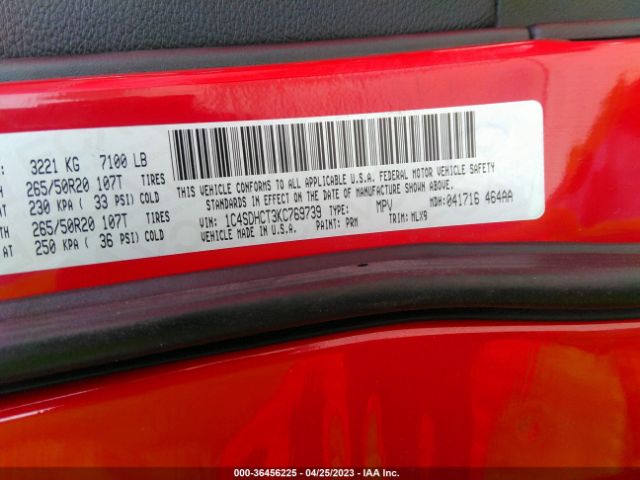 : 3221 KG 7100 LB
H 265/50R20 107T TIRES
AT 230 KPA ( 33 PSI) COLD
H 265/50R20 107T TIRES
AT 250 KPA ( 36 PSI) COLD
THIS VEHICLE CONFORMS TO ALL APPLICABLE U.S.A. FEDERAL MOTOR VEHICLE SAFETY
STANDARDS IN EFFECT ON THE DATE OF MANUFACTURE SHOWN ABOVE.
VIN: 1C4SDHCT3KC769739 TYPE: MPV MDH:041716 464AA
VEHICLE MADE IN U.S.A. PAINT: PRM TRIM: MLX9
000-36456225 - 04/25/2023 - IAAI.com